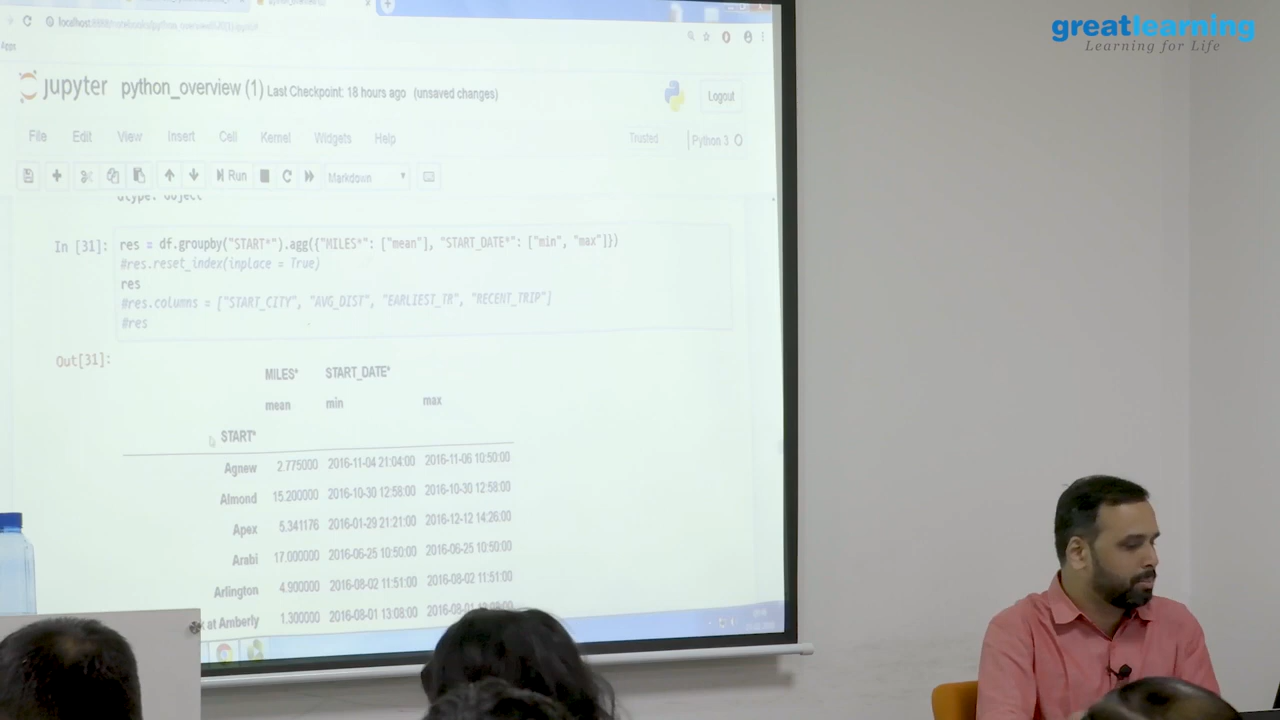 greatlearning
Learning for Life
Apps
jupyter python_overview (1) Last Checkpoint: 18 hours ago (unsaved changes)
Logout
File Edit View Insert Cell Kernel Widgets Help
Trusted Python 3
Run Markdown
dtype: object
In [31]: res = df.groupby("START*").agg({"MILES*": ["mean"], "START_DATE*": ["min", "max"]})
#res.reset_index(inplace = True)
res
#res.columns = ["START_CITY", "AVG_DIST", "EARLIEST_TR", "RECENT_TRIP"]
#res
Out[31]:
MILES* START_DATE*
mean min max
START*
Agnew 2.775000 2016-11-04 21:04:00 2016-11-06 10:50:00
Almond 15.200000 2016-10-30 12:58:00 2016-10-30 12:58:00
Apex 5.341176 2016-01-29 21:21:00 2016-12-12 14:26:00
Arabi 17.000000 2016-06-25 10:50:00 2016-06-25 10:50:00
Arlington 4.900000 2016-08-02 11:51:00 2016-08-02 11:51:00
at Amberly 1.300000 2016-08-01 13:08:00 2016-08-01